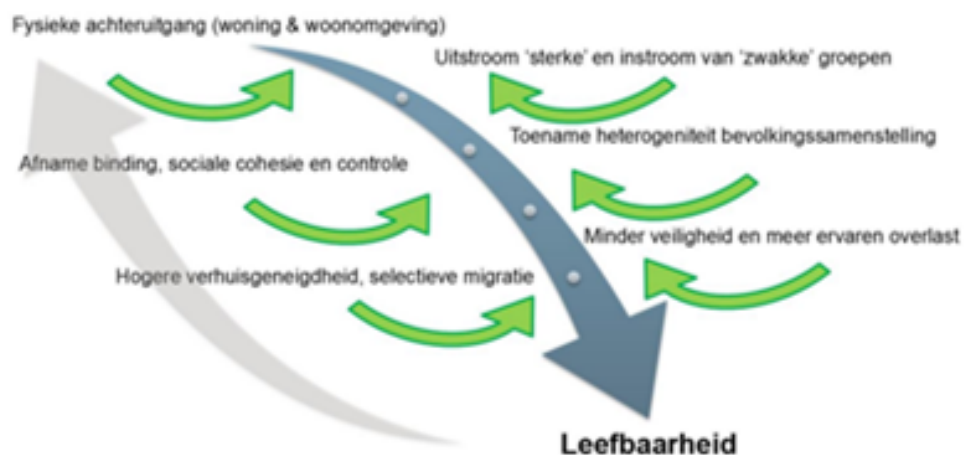 Fysieke achteruitgang (woning & woonomgeving)
Uitstroom ‘sterke’ en instroom van ‘zwakke’ groepen
Toename heterogeniteit bevolkingssamenstelling
Afname binding, sociale cohesie en controle
Minder veiligheid en meer ervaren overlast
Hogere verhuisgeneigdheid, selectieve migratie
Leefbaarheid